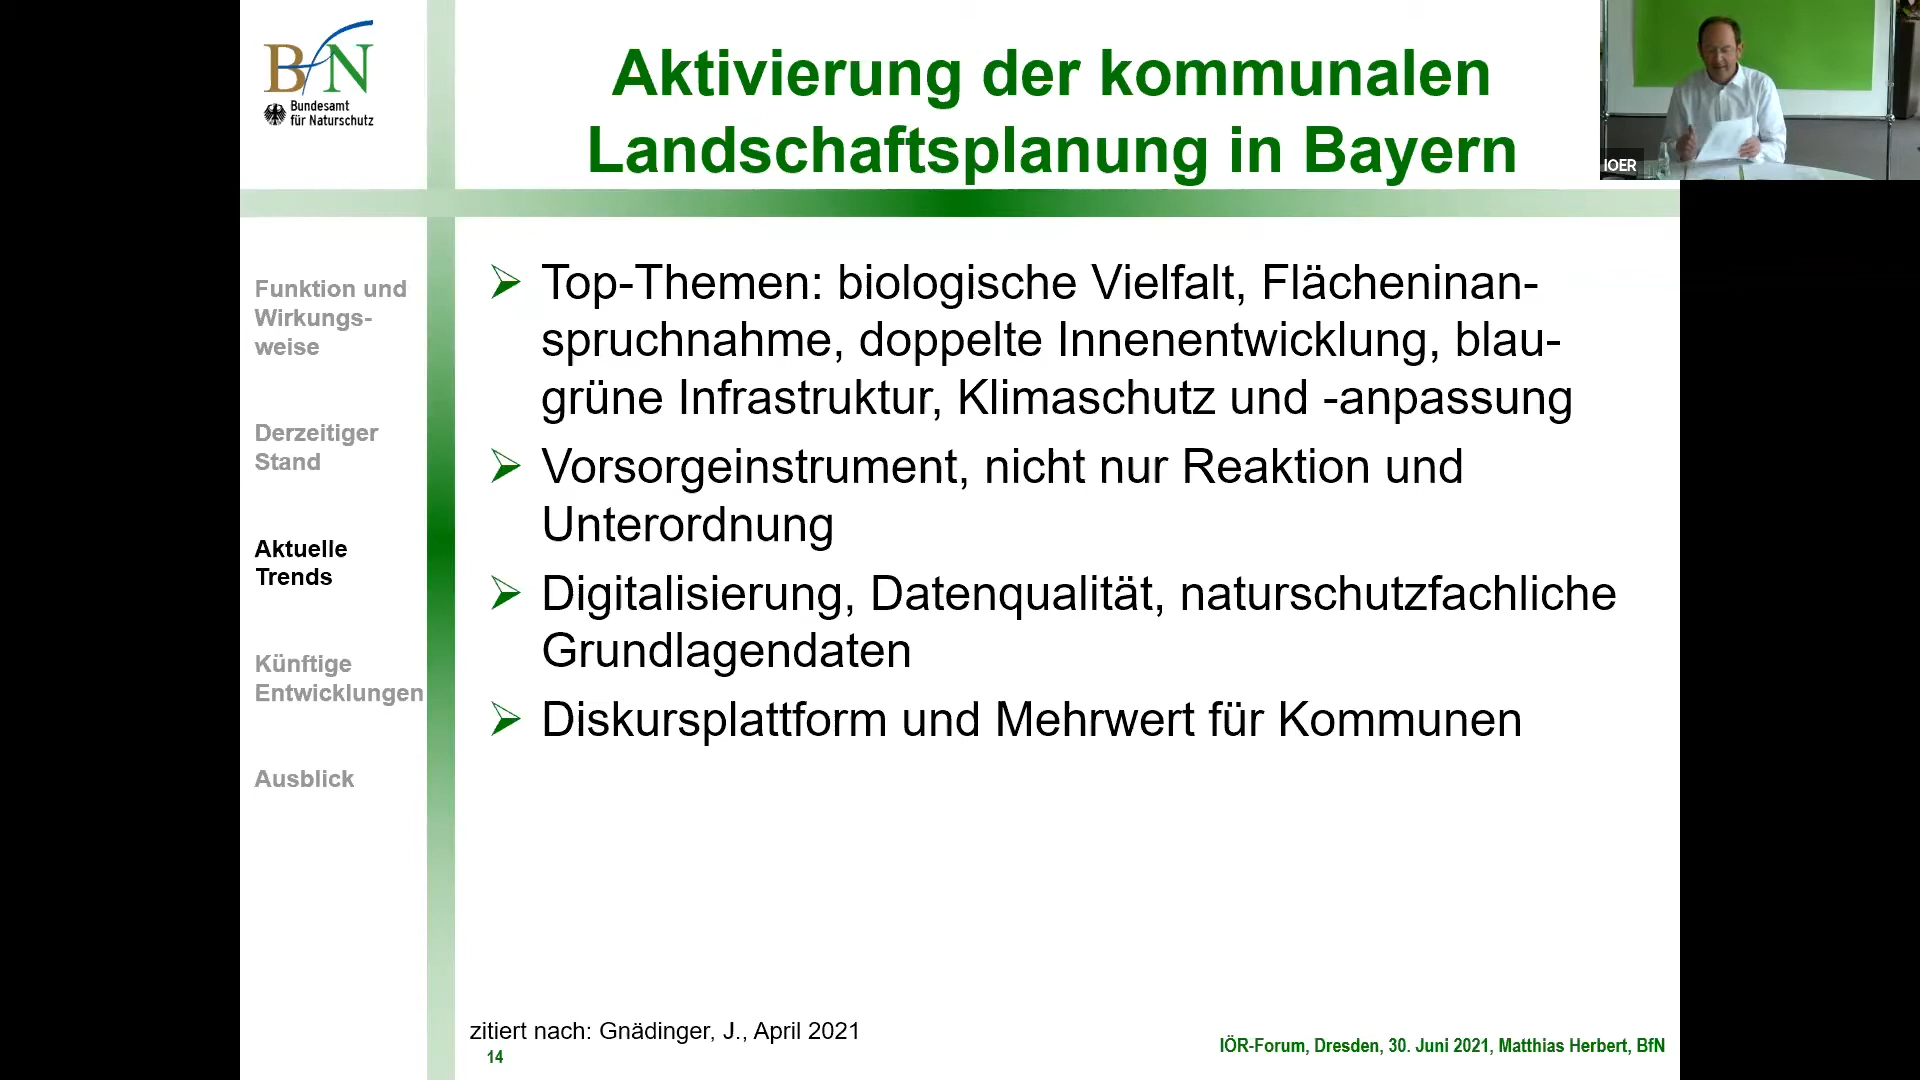 BfN
Bundesamt
für Naturschutz
Aktivierung der kommunalen
Landschaftsplanung in Bayern
IOER
Funktion und
Wirkungs-
weise
Derzeitiger
Stand
Aktuelle
Trends
Künftige
Entwicklungen
Ausblick
Top-Themen: biologische Vielfalt, Flächeninan-
spruchnahme, doppelte Innenentwicklung, blau-
grüne Infrastruktur, Klimaschutz und -anpassung
Vorsorgeinstrument, nicht nur Reaktion und
Unterordnung
Digitalisierung, Datenqualität, naturschutzfachliche
Grundlagendaten
Diskursplattform und Mehrwert für Kommunen
zitiert nach: Gnädinger, J., April 2021
14
IÖR-Forum, Dresden, 30. Juni 2021, Matthias Herbert, BfN